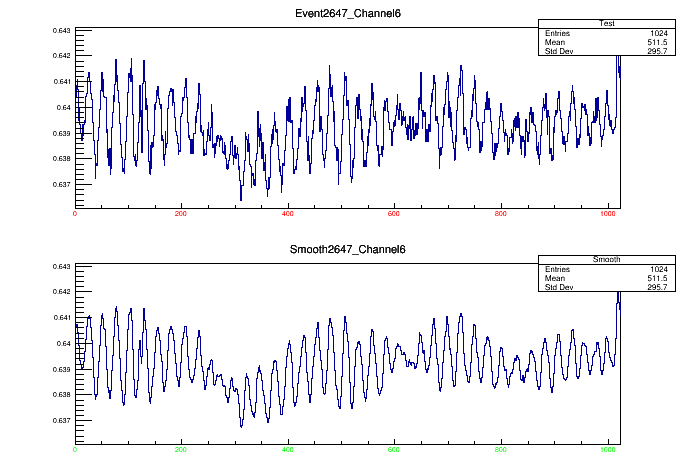 Event2647_Channel6
Test
Entries 1024
Mean 511.5
Std Dev 295.7
0.643
0.642
0.641
0.64
0.639
0.638
0.637
0 200 400 600 800 1000
Smooth2647_Channel6
Smooth
Entries 1024
Mean 511.5
Std Dev 295.7
0.643
0.642
0.641
0.64
0.639
0.638
0.637
0 200 400 600 800 1000